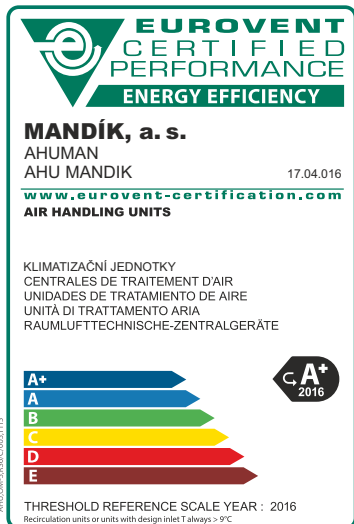 EUROVENT
CERTIFIED
PERFORMANCE
ENERGY EFFICIENCY
MANDÍK, a. s.
AHUMAN
AHU MANDIK 17.04.016
www.eurovent-certification.com
AIR HANDLING UNITS
KLIMATIZAČNÍ JEDNOTKY
CENTRALES DE TRAITEMENT D'AIR
UNIDADES DE TRATAMIENTO DE AIRE
UNITÀ DI TRATTAMENTO ARIA
RAUMLUFTTECHNISCHE-ZENTRALGERÄTE
A+
A
B
C
D
E
A+
2016
THRESHOLD REFERENCE SCALE YEAR : 2016
Recirculation units or units with design inlet T always > 9°C